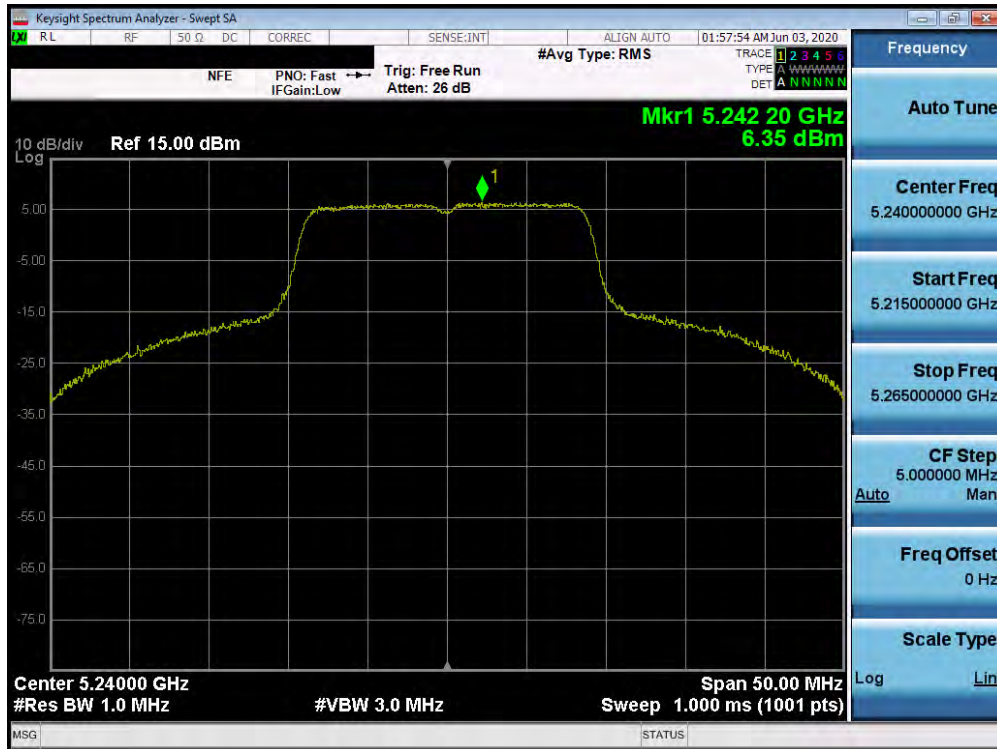 Keysight Spectrum Analyzer - Swept SA
LXI RL RF 50 Ω DC CORREC SENSE:INT ALIGN AUTO 01:57:54 AM Jun 03, 2020
NFE
PNO: Fast
IFGain:Low
Trig: Free Run
Atten: 26 dB
#Avg Type: RMS
TRACE 1 2 3 4 5 6
TYPE A WWWWW
DET A N N N N N
Mkr1 5.242 20 GHz
6.35 dBm
10 dB/div
Log
Ref 15.00 dBm
1
5.00
-5.00
-15.0
-25.0
-35.0
-45.0
-55.0
-65.0
-75.0
Center 5.24000 GHz
Span 50.00 MHz
#Res BW 1.0 MHz
#VBW 3.0 MHz
Sweep 1.000 ms (1001 pts)
MSG
STATUS
Frequency
Auto Tune
Center Freq
5.240000000 GHz
Start Freq
5.215000000 GHz
Stop Freq
5.265000000 GHz
CF Step
5.000000 MHz
Auto Man
Freq Offset
0 Hz
Scale Type
Log Lin